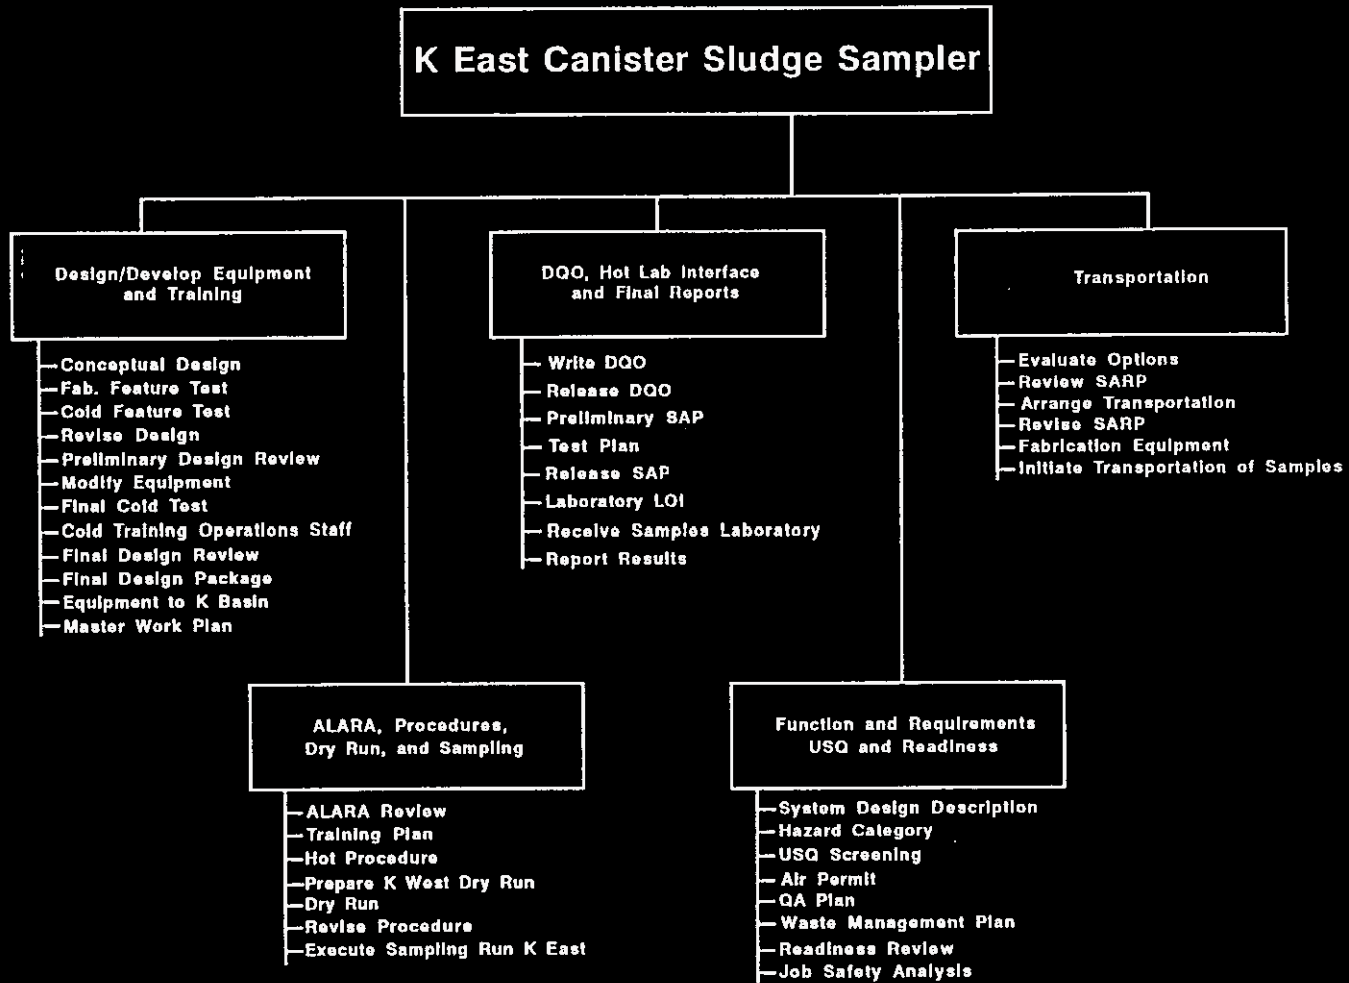 K East Canister Sludge Sampler
Design/Develop Equipment
and Training
Conceptual Design
Fab. Feature Test
Cold Feature Test
Revise Design
Preliminary Design Review
Modify Equipment
Final Cold Test
Cold Training Operations Staff
Final Design Review
Final Design Package
Equipment to K Basin
Master Work Plan
DQO, Hot Lab Interface
and Final Reports
Write DQO
Release DQO
Preliminary SAP
Test Plan
Release SAP
Laboratory LOI
Receive Samples Laboratory
Report Results
Transportation
Evaluate Options
Review SARP
Arrange Transportation
Revise SARP
Fabrication Equipment
Initiate Transportation of Samples
ALARA, Procedures,
Dry Run, and Sampling
ALARA Review
Training Plan
Hot Procedure
Prepare K West Dry Run
Dry Run
Revise Procedure
Execute Sampling Run K East
Function and Requirements
USQ and Readiness
System Design Description
Hazard Category
USQ Screening
Air Permit
QA Plan
Waste Management Plan
Readiness Review
Job Safety Analysis